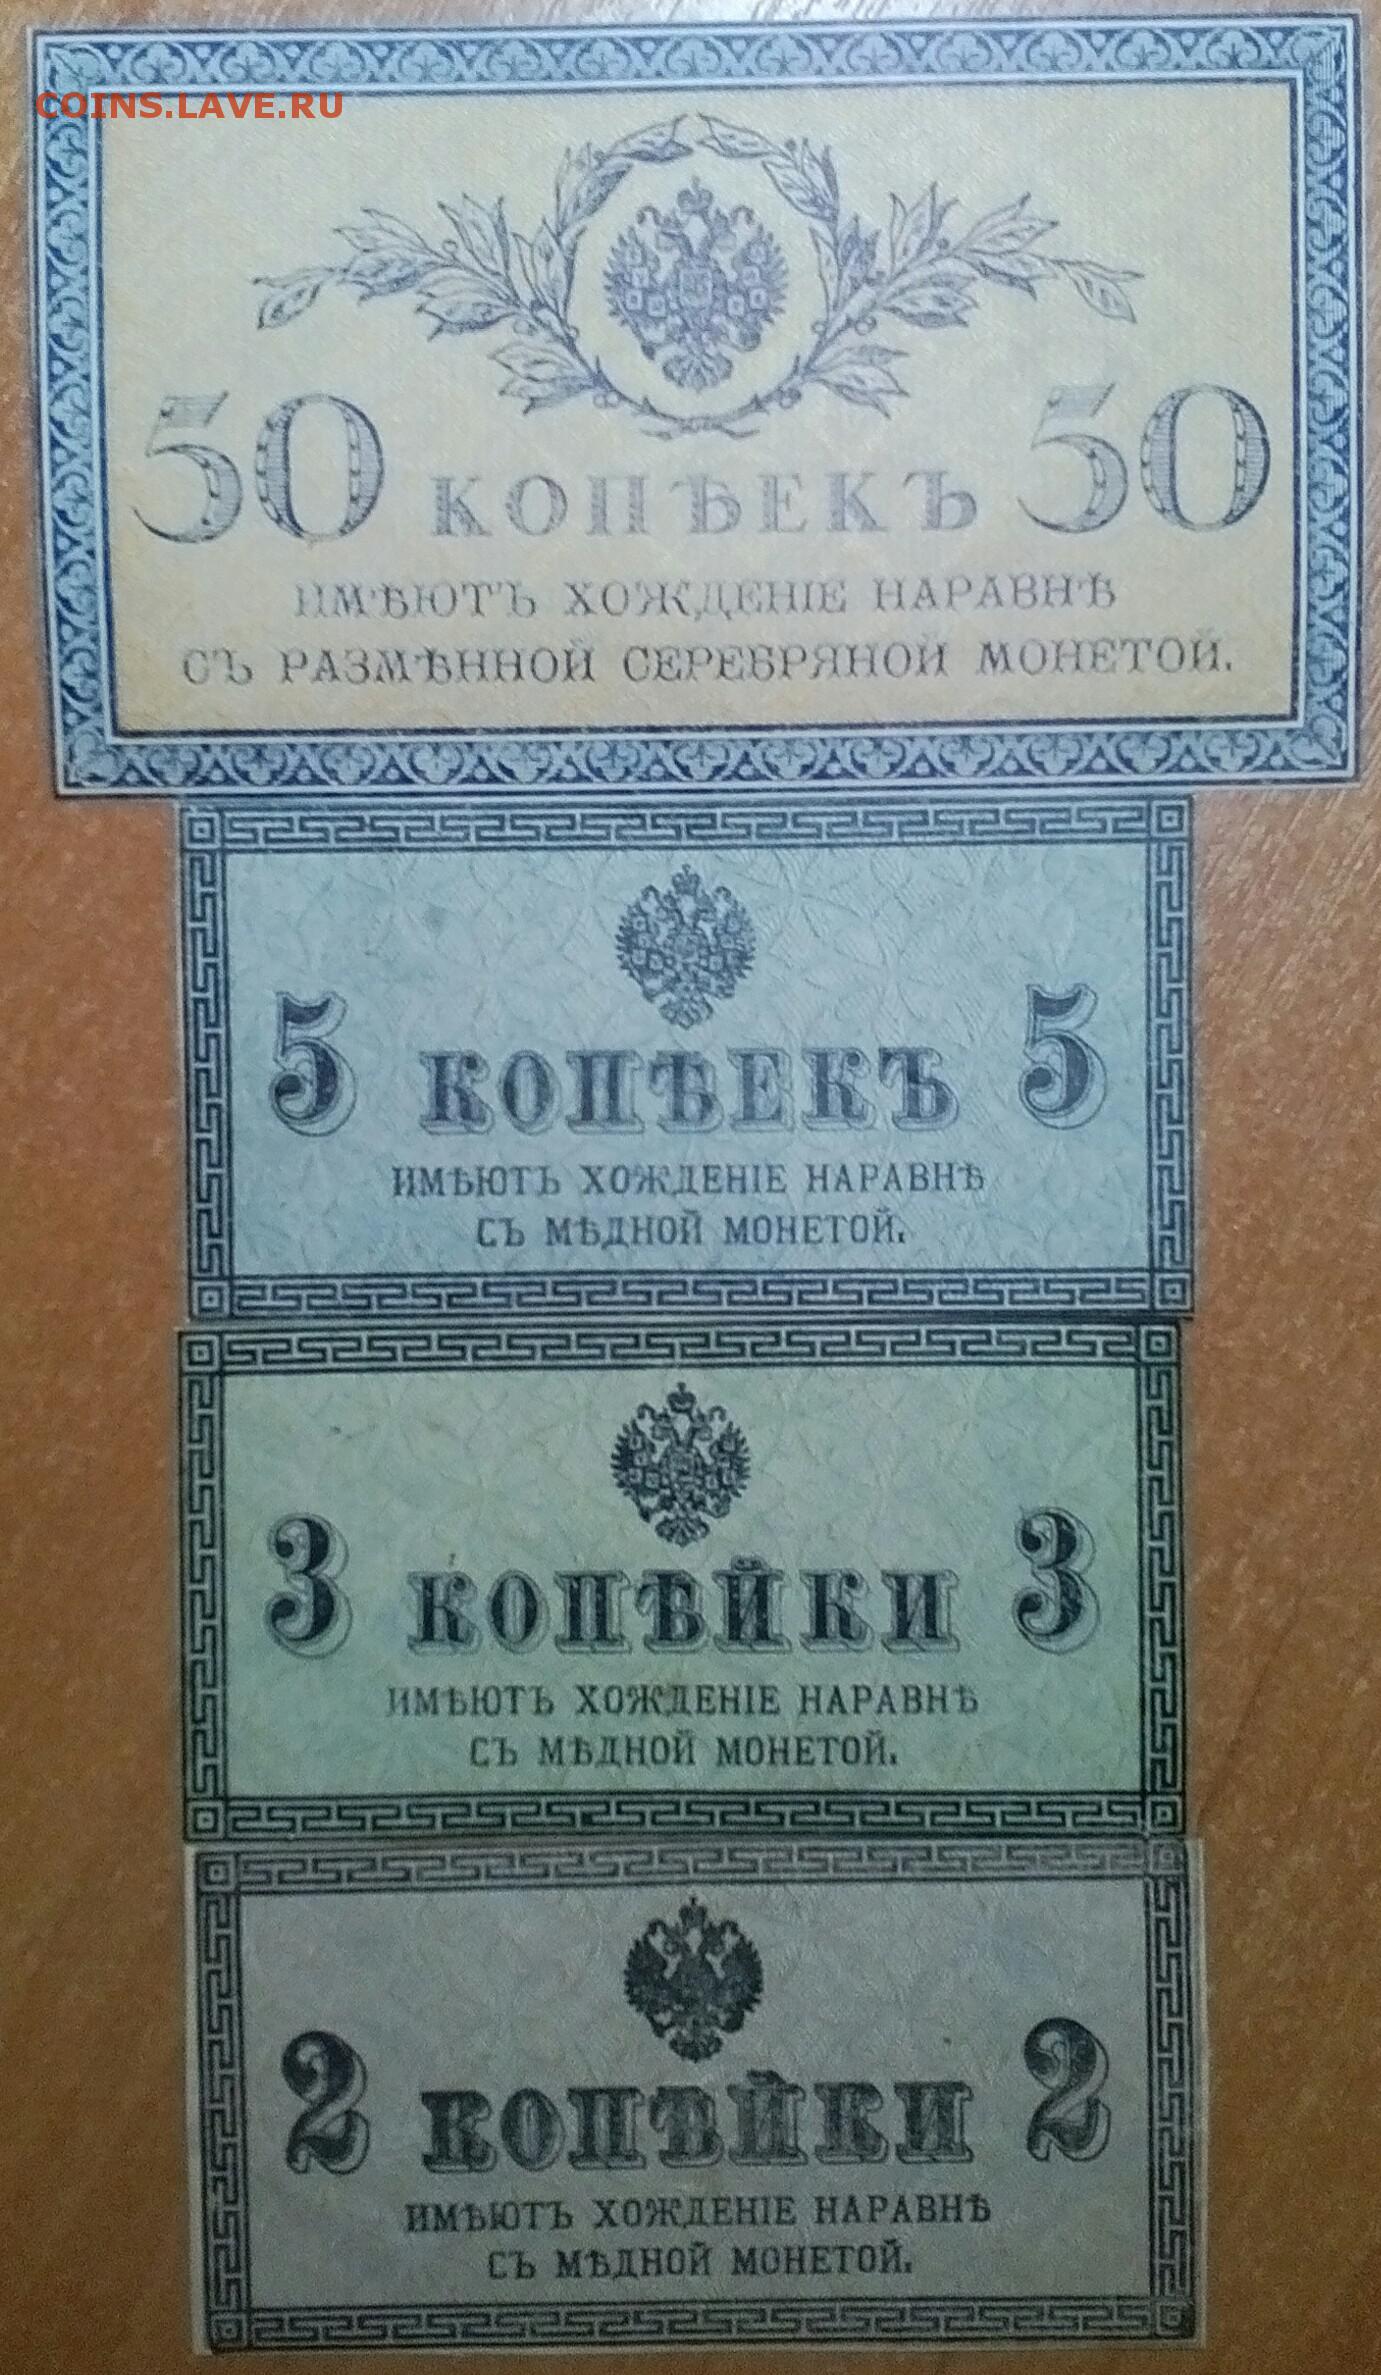 COINS.LAVE.RU
50 КОПѢЕКЪ 50
ИМѢЮТЪ ХОЖДЕНІЕ НАРАВНѢ
СЪ РАЗМѢННОЙ СЕРЕБРЯНОЙ МОНЕТОЙ.
5 КОПѢЕКЪ 5
ИМѢЮТЪ ХОЖДЕНІЕ НАРАВНѢ
СЪ МѢДНОЙ МОНЕТОЙ.
3 КОПѢЙКИ 3
ИМѢЮТЪ ХОЖДЕНІЕ НАРАВНѢ
СЪ МѢДНОЙ МОНЕТОЙ.
2 КОПѢЙКИ 2
ИМѢЮТЪ ХОЖДЕНІЕ НАРАВНѢ
СЪ МѢДНОЙ МОНЕТОЙ.